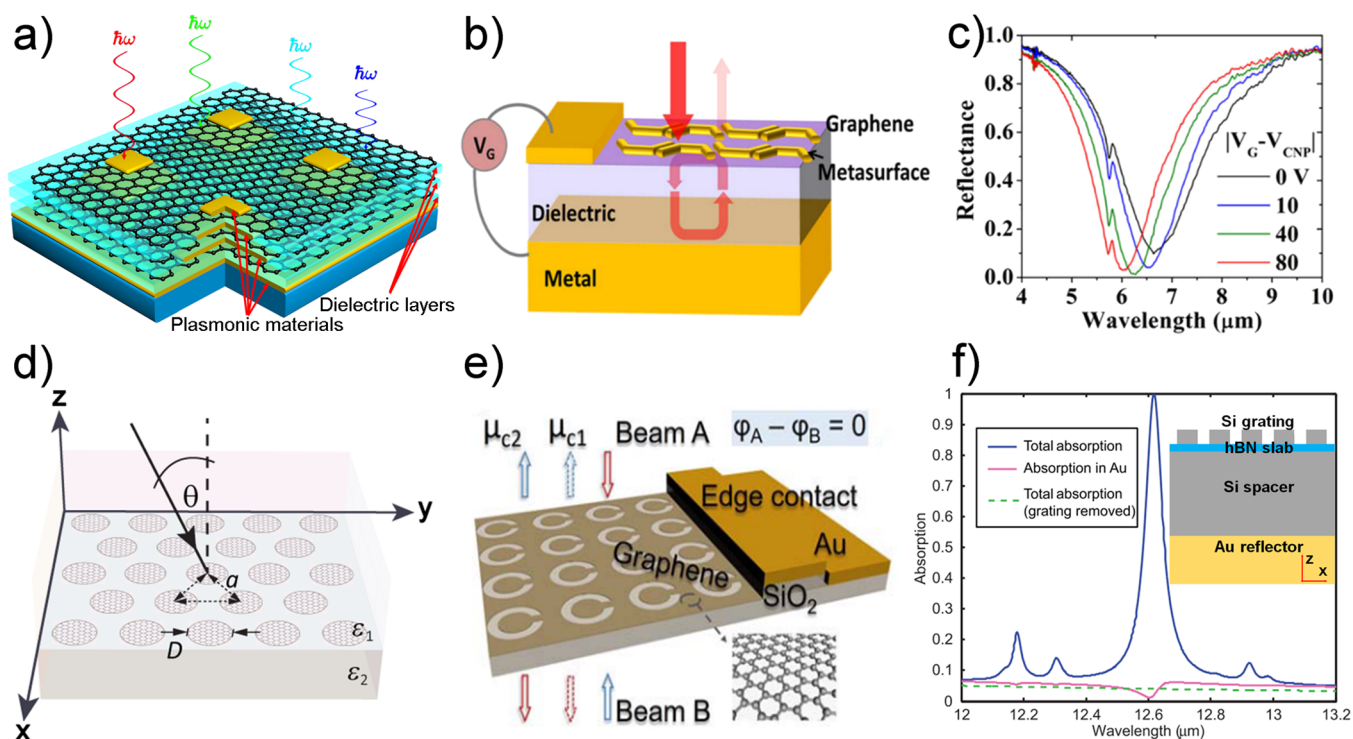 a)
ħω
ħω
ħω
ħω
Dielectric layers
Plasmonic materials
b)
V_G
Graphene
Metasurface
Dielectric
Metal
c)
Reflectance
1.0
0.8
0.6
0.4
0.2
0.0
|V_G-V_CNP|
0 V
10
40
80
4 5 6 7 8 9 10
Wavelength (μm)
d)
z
θ
y
a
D
ε₁
ε₂
x
e)
μ_c2 μ_c1 Beam A
φ_A – φ_B = 0
Edge contact
Au
Graphene
SiO₂
Beam B
f)
Absorption
1
0.9
0.8
0.7
0.6
0.5
0.4
0.3
0.2
0.1
0
Total absorption
Absorption in Au
Total absorption
(grating removed)
Si grating
hBN slab
Si spacer
Au reflector
z
x
12 12.2 12.4 12.6 12.8 13 13.2
Wavelength (μm)